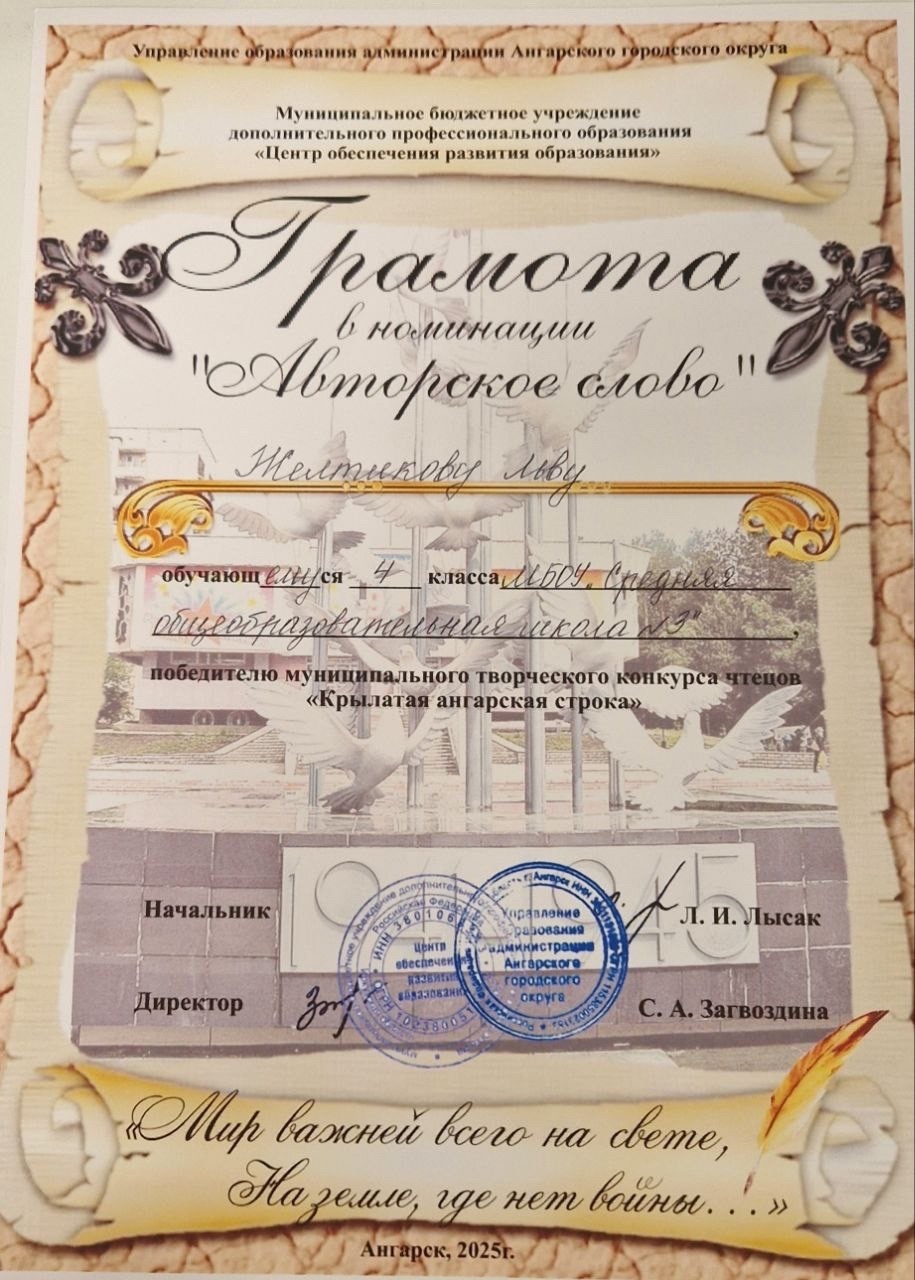 Управление образования администрации Ангарского городского округа
Муниципальное бюджетное учреждение
дополнительного профессионального образования
«Центр обеспечения развития образования»
Грамота
в номинации
"Авторское слово"
Желтикову Льву
обучающемуся 4 класса МБОУ "Средняя
общеобразовательная школа №3",
победителю муниципального творческого конкурса чтецов
«Крылатая ангарская строка»
1941 1945
Начальник Л. И. Лысак
центр
обеспечения
развития
образования
Управление
образования
администрации
Ангарского
городского
округа
Директор С. А. Загвоздина
«Мир важней всего на свете,
На земле, где нет войны...»
Ангарск, 2025г.